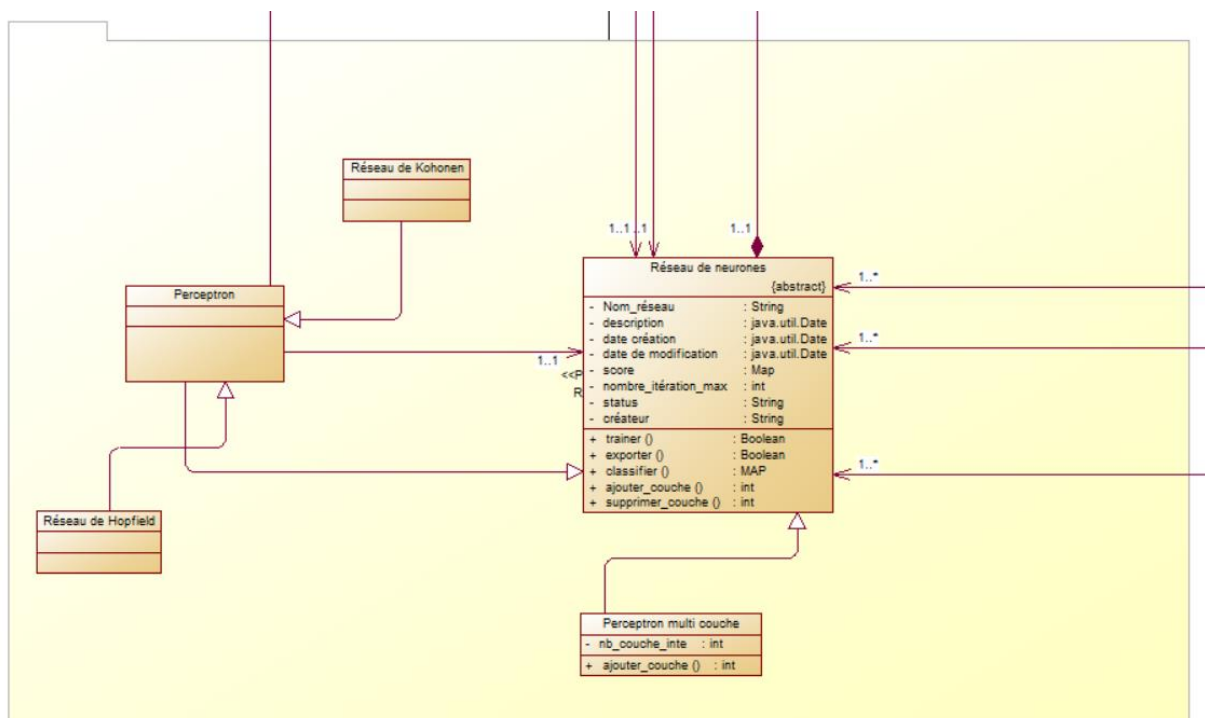 Réseau de Kohonen
1..1 ..1
1..1
Réseau de neurones
{abstract}
1..*
Perceptron
- Nom_réseau : String
- description : java.util.Date
- date création : java.util.Date
- date de modification : java.util.Date
1..*
1..1
<<P
- score : Map
R
- nombre_itération_max : int
- status : String
- créateur : String
+ trainer () : Boolean
+ exporter () : Boolean
+ classifier () : MAP
1..*
+ ajouter_couche () : int
+ supprimer_couche () : int
Réseau de Hopfield
Perceptron multi couche
- nb_couche_inte : int
+ ajouter_couche () : int